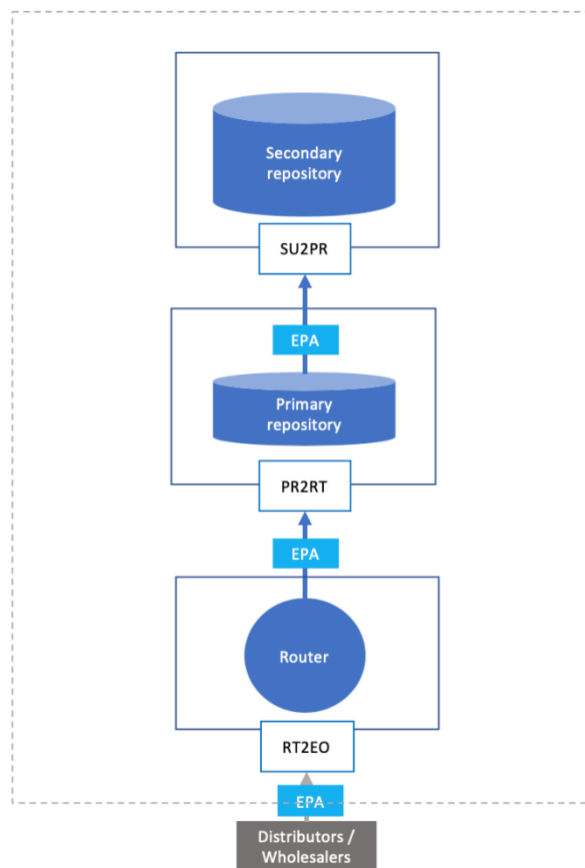 Secondary
repository
SU2PR
EPA
Primary
repository
PR2RT
EPA
Router
RT2EO
EPA
Distributors /
Wholesalers